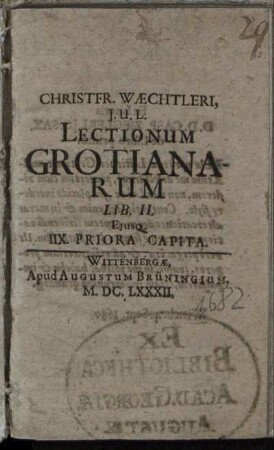 29.
CHRISTFR. WÆCHTLERI,
J. U. L.
LECTIONUM
GROTIANA-
RUM
LIB. II.
Ejusq;
IIX. PRIORA CAPITA.
WITTENBERGÆ,
Apud AUGUSTUM BRÜNINGIUM,
M. DC. LXXXII.
1682
EX
BIBLIOTHECA
ACAD. GEORGIÆ
AUGUSTÆ